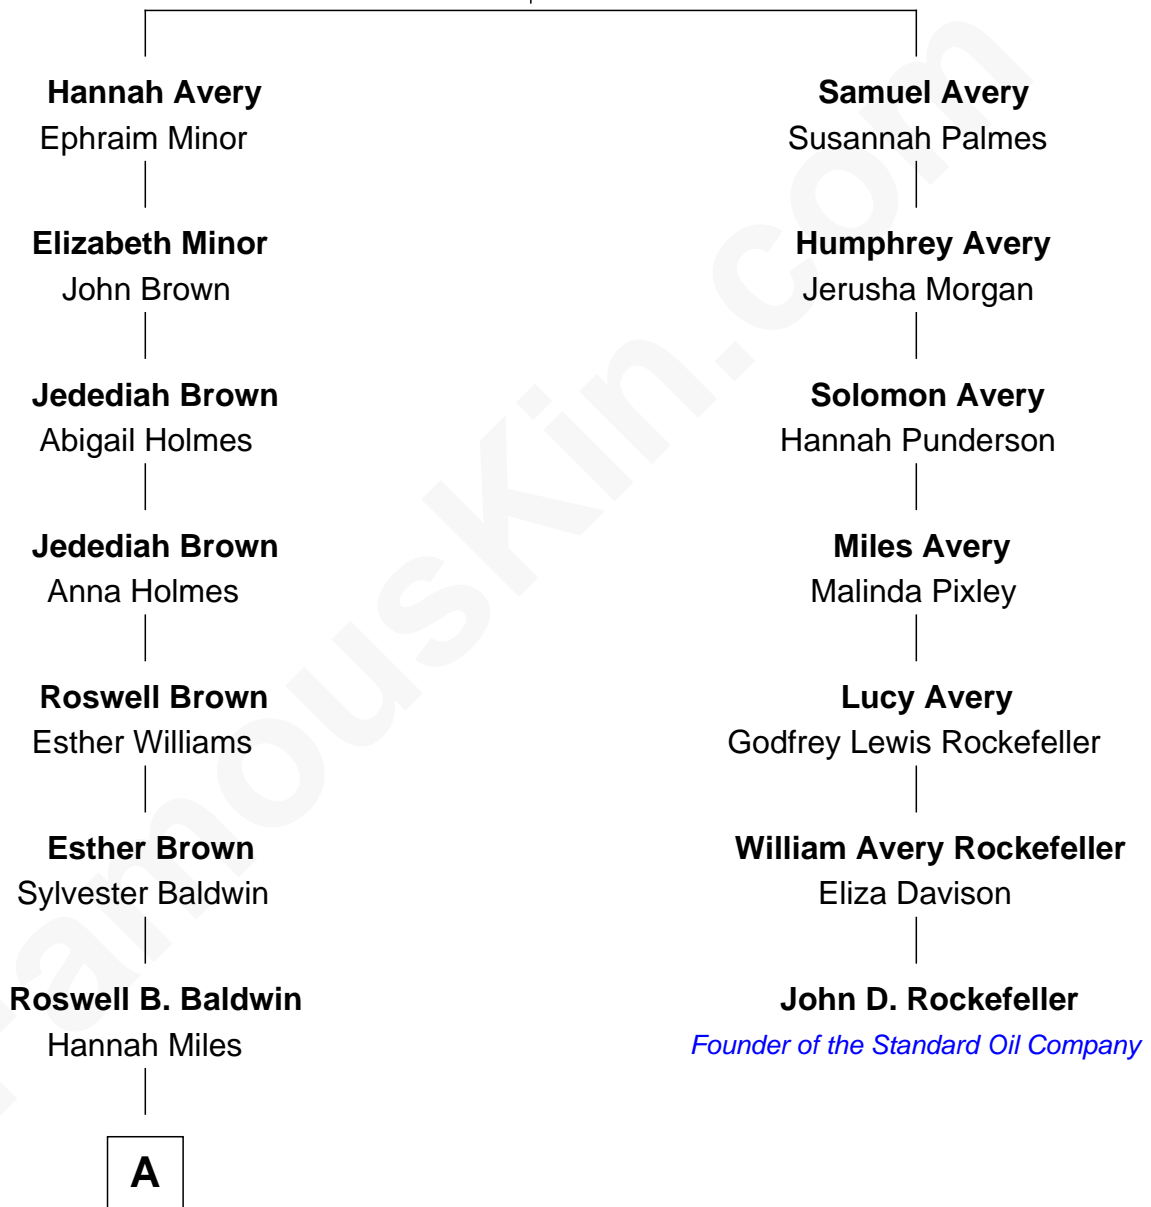 Hannah Avery
Ephraim Minor
Elizabeth Minor
John Brown
Jedediah Brown
Abigail Holmes
Jedediah Brown
Anna Holmes
Roswell Brown
Esther Williams
Esther Brown
Sylvester Baldwin
Roswell B. Baldwin
Hannah Miles
A
Samuel Avery
Susannah Palmes
Humphrey Avery
Jerusha Morgan
Solomon Avery
Hannah Punderson
Miles Avery
Malinda Pixley
Lucy Avery
Godfrey Lewis Rockefeller
William Avery Rockefeller
Eliza Davison
John D. Rockefeller
Founder of the Standard Oil Company
FamousKin.com